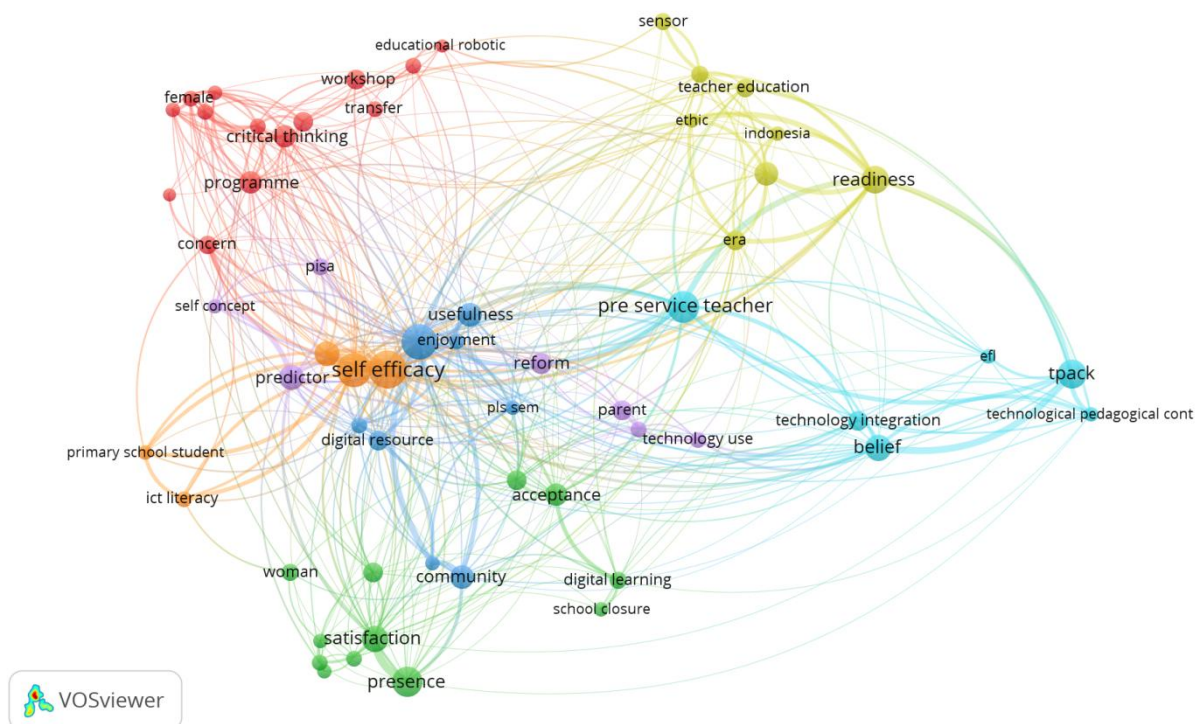 sensor
educational robotic
workshop
teacher education
female
transfer
ethic
critical thinking
indonesia
programme
readiness
concern
era
pisa
self concept
pre service teacher
usefulness
enjoyment
efl
reform
self efficacy
tpack
predictor
pls sem
parent
technological pedagogical cont
technology integration
digital resource
technology use
belief
primary school student
acceptance
ict literacy
woman
community
digital learning
school closure
satisfaction
presence
VOSviewer